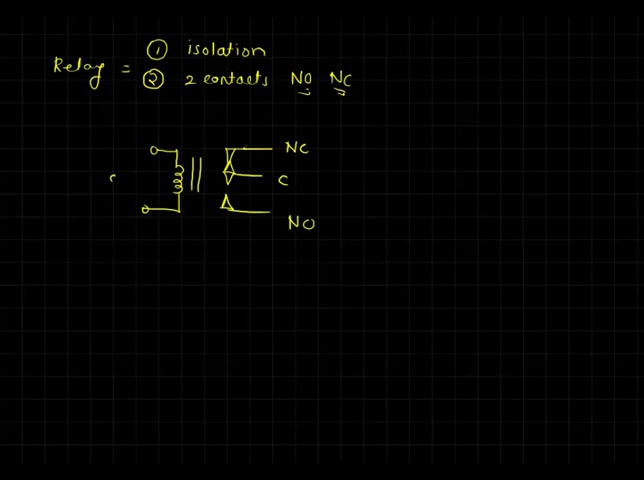 ① isolation
Relay =
② 2 contacts NO NC
NC
C
NO